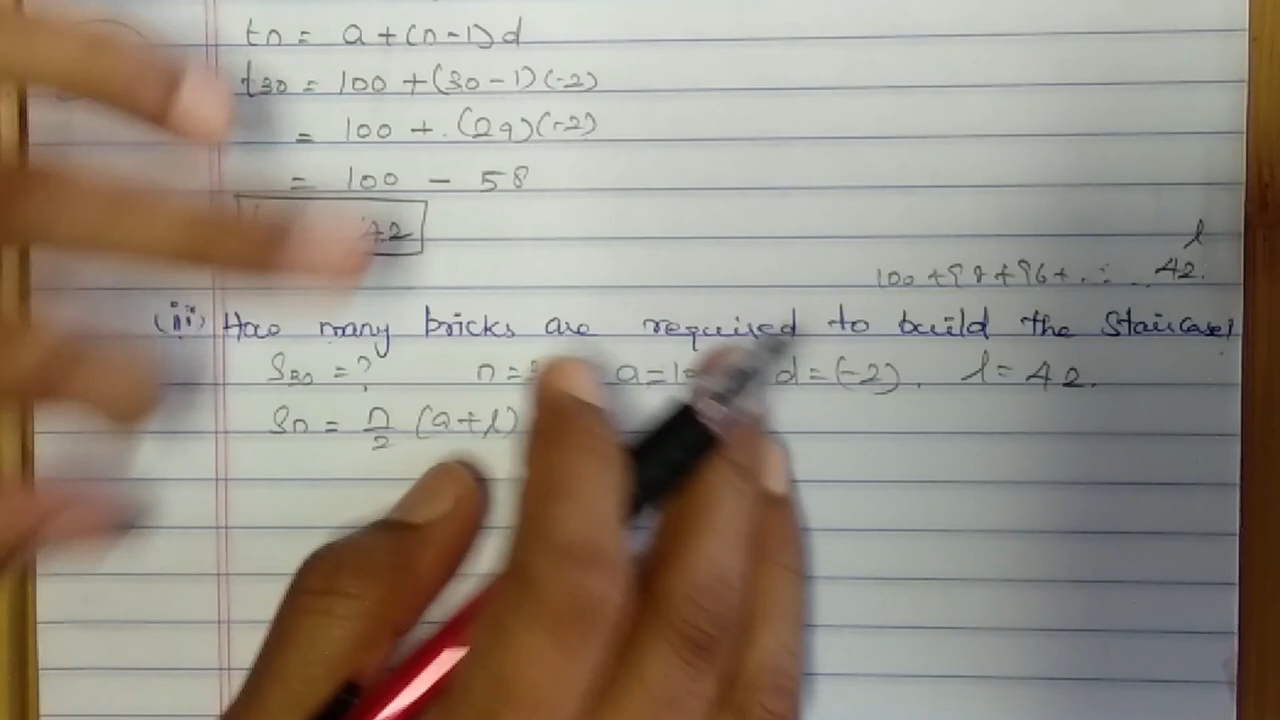 tn = a + (n-1) d
t30 = 100 + (30 - 1) (-2)
= 100 + (29) (-2)
= 100 - 58
42
l
100 + 98 + 96 + . . . . . 42.
(ii) How many bricks are required to build the Staircase?
S30 = ? n = a = 1 d = (-2). l = 42.
Sn = n/2 (a + l)